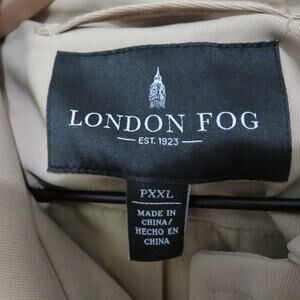 LONDON FOG
EST. 1923
PXXL
MADE IN
CHINA/
HECHO EN
CHINA